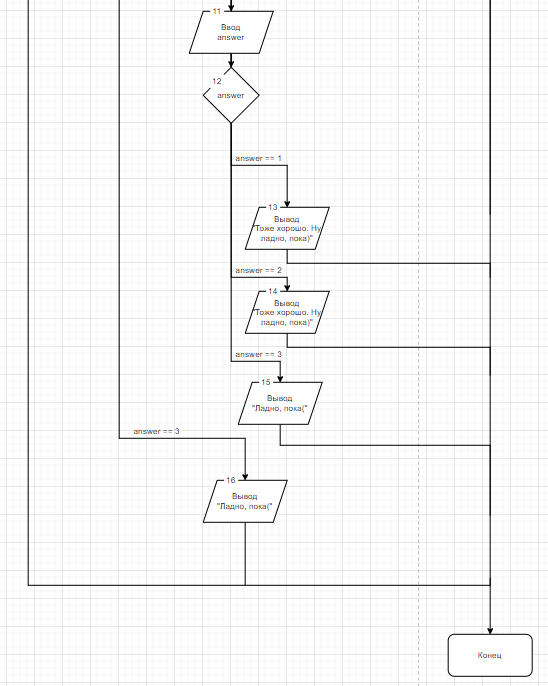 11
Ввод
answer
12
answer
answer == 1
13
Вывод
"Тоже хорошо. Ну
ладно, пока)"
answer == 2
14
Вывод
"Тоже хорошо. Ну
ладно, пока)"
answer == 3
15
Вывод
"Ладно, пока("
answer == 3
16
Вывод
"Ладно, пока("
Конец